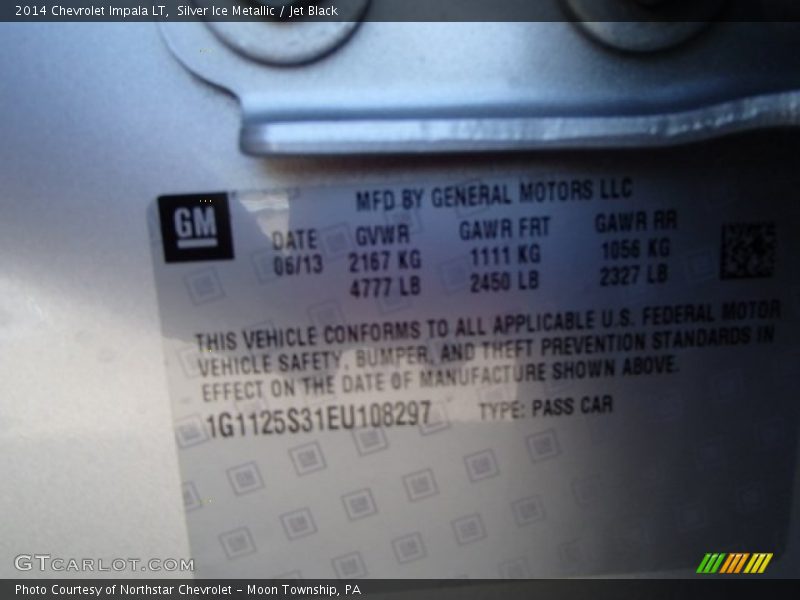 2014 Chevrolet Impala LT,  Silver Ice Metallic / Jet Black
MFD BY GENERAL MOTORS LLC
GM
DATE GVWR GAWR FRT GAWR RR
06/13 2167 KG 1111 KG 1056 KG
4777 LB 2450 LB 2327 LB
THIS VEHICLE CONFORMS TO ALL APPLICABLE U.S. FEDERAL MOTOR
VEHICLE SAFETY, BUMPER, AND THEFT PREVENTION STANDARDS IN
EFFECT ON THE DATE OF MANUFACTURE SHOWN ABOVE.
1G1125S31EU108297 TYPE: PASS CAR
GTCARLOT.COM
Photo Courtesy of Northstar Chevrolet - Moon Township, PA